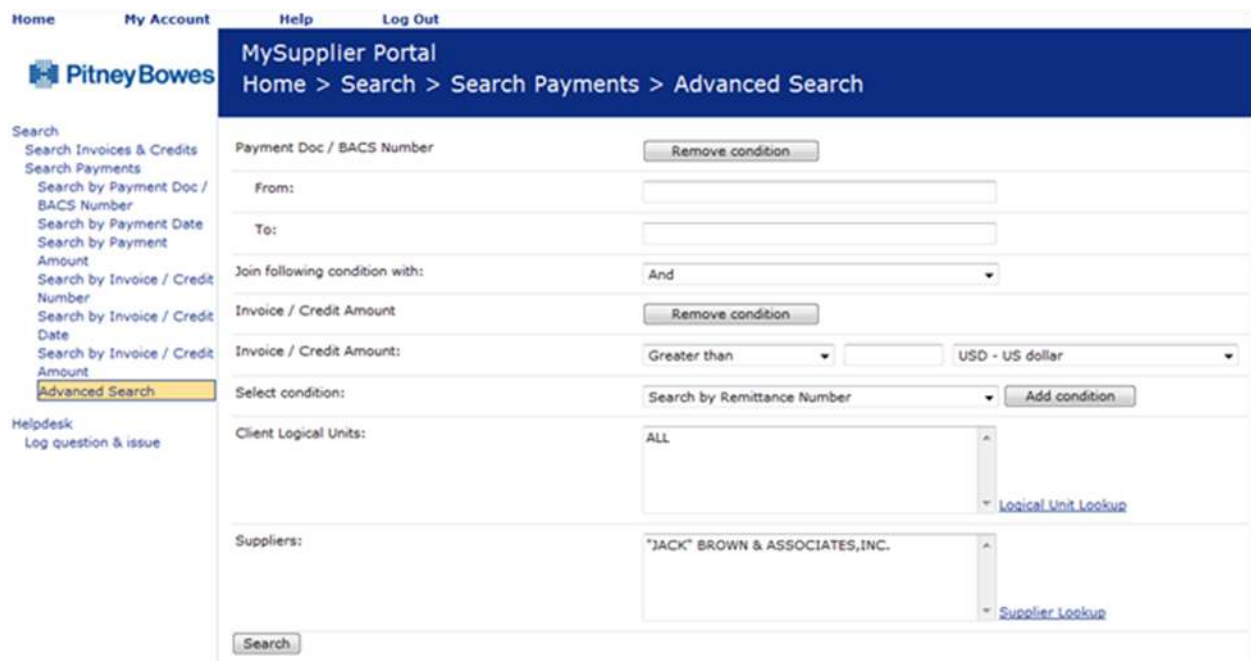 Home My Account Help Log Out
Pitney Bowes
MySupplier Portal
Home > Search > Search Payments > Advanced Search
Search
Search Invoices & Credits
Search Payments
Search by Payment Doc /
BACS Number
Search by Payment Date
Search by Payment
Amount
Search by Invoice / Credit
Number
Search by Invoice / Credit
Date
Search by Invoice / Credit
Amount
Advanced Search
Helpdesk
Log question & issue
Payment Doc / BACS Number Remove condition
From:
To:
Join following condition with: And
Invoice / Credit Amount Remove condition
Invoice / Credit Amount: Greater than USD - US dollar
Select condition: Search by Remittance Number Add condition
Client Logical Units: ALL
Logical Unit Lookup
Suppliers: "JACK" BROWN & ASSOCIATES,INC.
Supplier Lookup
Search